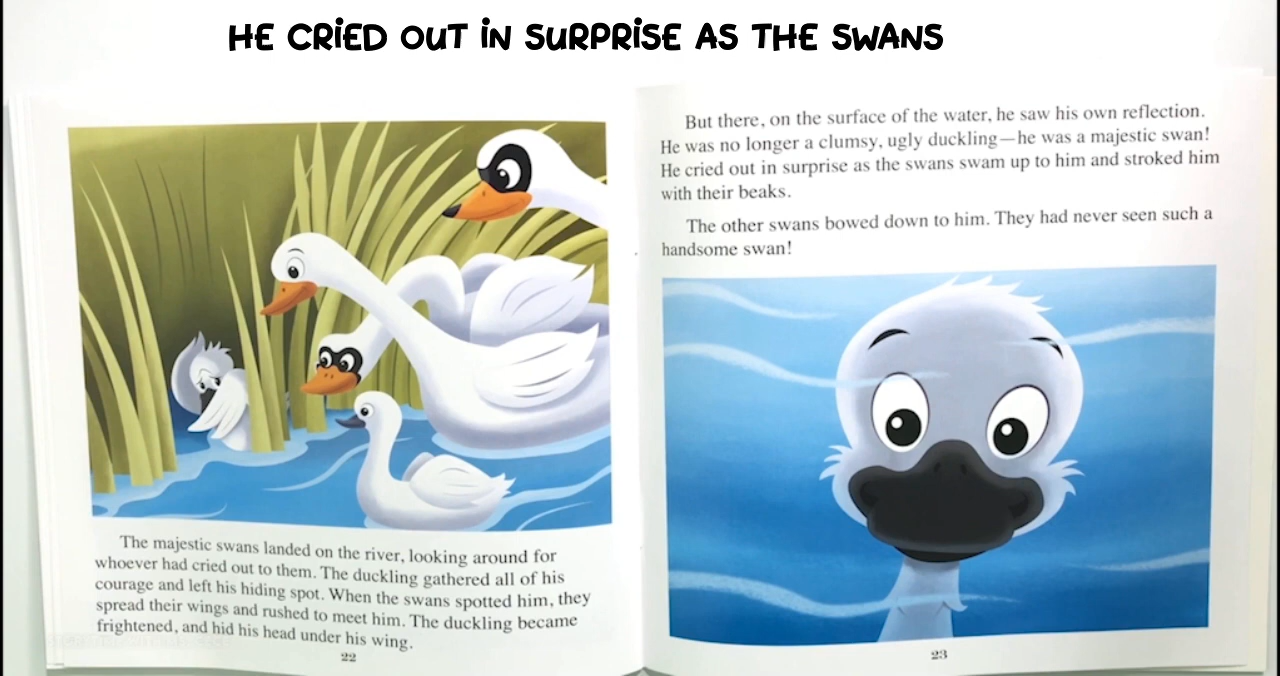 HE CRIED OUT IN SURPRISE AS THE SWANS
The majestic swans landed on the river, looking around for
whoever had cried out to them. The duckling gathered all of his
courage and left his hiding spot. When the swans spotted him, they
spread their wings and rushed to meet him. The duckling became
frightened, and hid his head under his wing.
22
But there, on the surface of the water, he saw his own reflection.
He was no longer a clumsy, ugly duckling—he was a majestic swan!
He cried out in surprise as the swans swam up to him and stroked him
with their beaks.
The other swans bowed down to him. They had never seen such a
handsome swan!
23